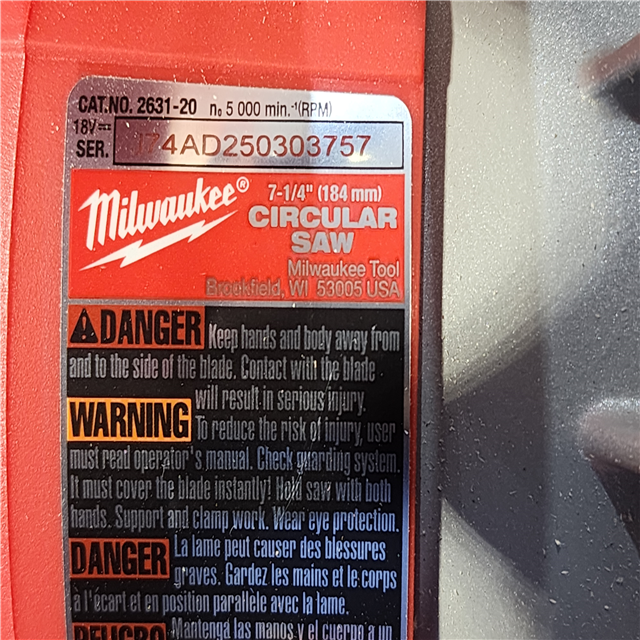 CAT.NO. 2631-20 n₀ 5 000 min.⁻¹(RPM)
18V⎓
SER. J74AD250303757
Milwaukee®
7-1/4" (184 mm)
CIRCULAR
SAW
Milwaukee Tool
Brookfield, WI 53005 USA
DANGER Keep hands and body away from
and to the side of the blade. Contact with the blade
will result in serious injury.
WARNING To reduce the risk of injury, user
must read operator's manual. Check guarding system.
It must cover the blade instantly! Hold saw with both
hands. Support and clamp work. Wear eye protection.
DANGER La lame peut causer des blessures
graves. Gardez les mains et le corps
à l'écart et en position parallèle avec la lame.
PELIGRO Mantenga las manos y el cuerpo a un